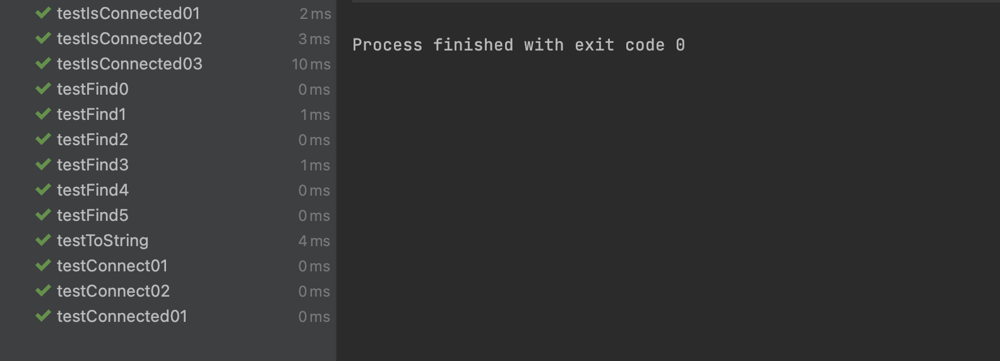 testIsConnected01 2 ms
testIsConnected02 3 ms
testIsConnected03 10 ms
testFind0 0 ms
testFind1 1 ms
testFind2 0 ms
testFind3 1 ms
testFind4 0 ms
testFind5 0 ms
testToString 4 ms
testConnect01 0 ms
testConnect02 0 ms
testConnected01 0 ms
Process finished with exit code 0